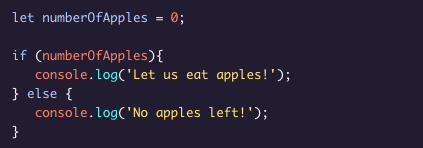 let numberOfApples = 0;

if (numberOfApples){
   console.log('Let us eat apples!');
} else {
   console.log('No apples left!');
}